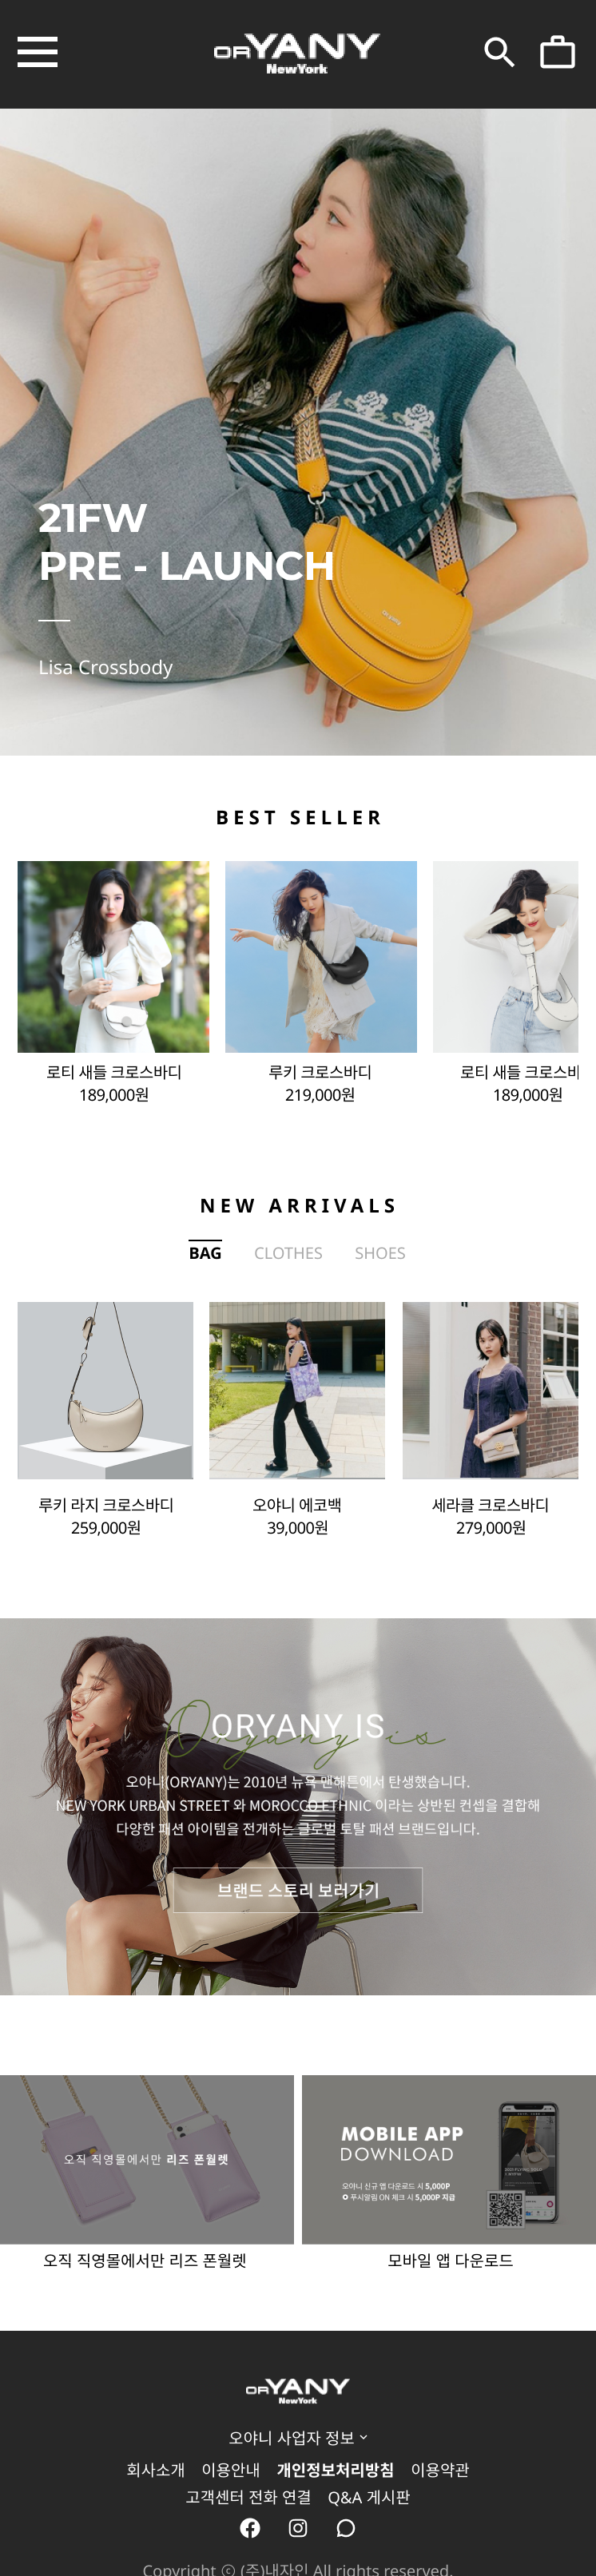 ORYANY
NewYork
21FW
PRE - LAUNCH
Lisa Crossbody
Oryany
BEST SELLER
로티 새들 크로스바디
189,000원
루키 크로스바디
219,000원
로티 새들 크로스비
189,000원
NEW ARRIVALS
BAG CLOTHES SHOES
루키 라지 크로스바디
259,000원
오야니 에코백
39,000원
세라클 크로스바디
279,000원
Oryany is
ORYANY IS
오야니(ORYANY)는 2010년 뉴욕 맨해튼에서 탄생했습니다.
NEW YORK URBAN STREET 와 MOROCCO ETHNIC 이라는 상반된 컨셉을 결합해
다양한 패션 아이템을 전개하는 글로벌 토탈 패션 브랜드입니다.
브랜드 스토리 보러가기
오직 직영몰에서만 리즈 폰월렛
오직 직영몰에서만 리즈 폰월렛
MOBILE APP
DOWNLOAD
오야니 신규 앱 다운로드 시 5,000P
푸시알림 ON 체크 시 5,000P 지급
모바일 앱 다운로드
ORYANY
NewYork
오야니 사업자 정보
회사소개 이용안내 개인정보처리방침 이용약관
고객센터 전화 연결 Q&A 게시판
Copyright ⓒ (주)내자인 All rights reserved.